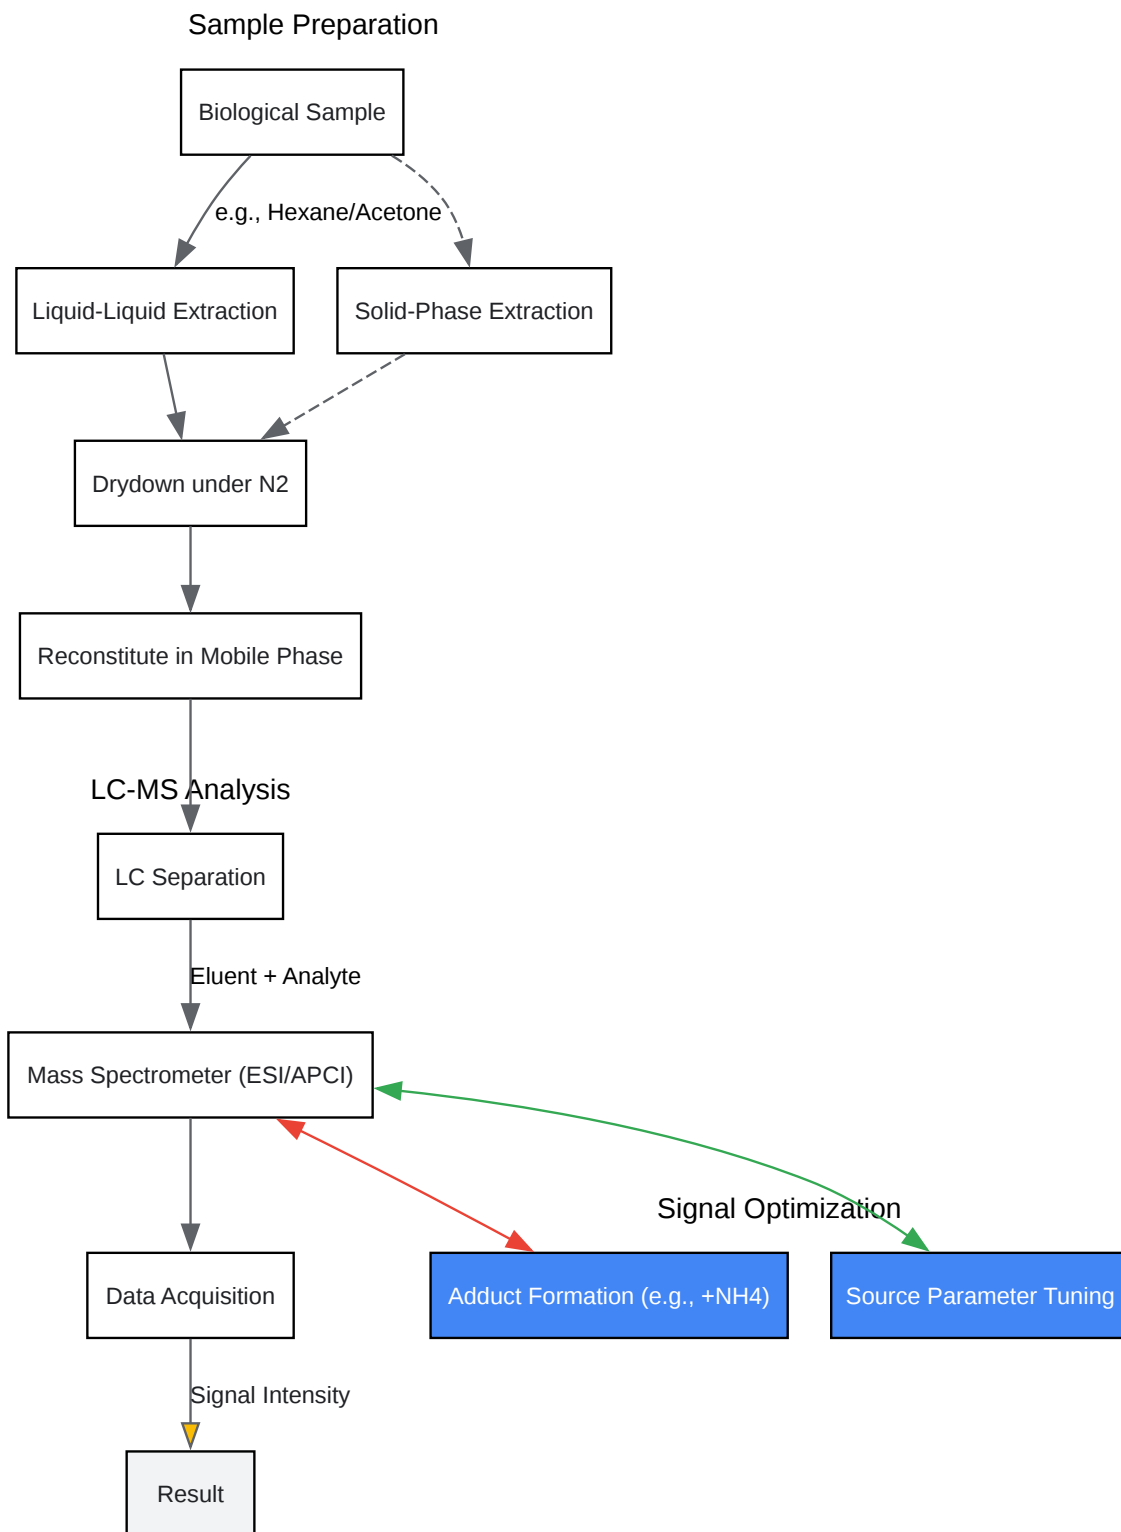 Sample Preparation
Biological Sample
e.g., Hexane/Acetone
Liquid-Liquid Extraction
Solid-Phase Extraction
Drydown under N2
Reconstitute in Mobile Phase
LC-MS Analysis
LC Separation
Eluent + Analyte
Mass Spectrometer (ESI/APCI)
Signal Optimization
Data Acquisition
Adduct Formation (e.g., +NH4)
Source Parameter Tuning
Signal Intensity
Result